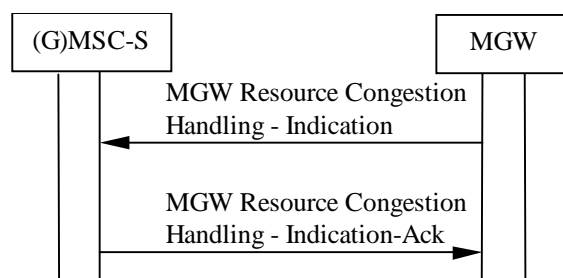 (G)MSC-S
MGW
MGW Resource Congestion
Handling - Indication
MGW Resource Congestion
Handling - Indication-Ack